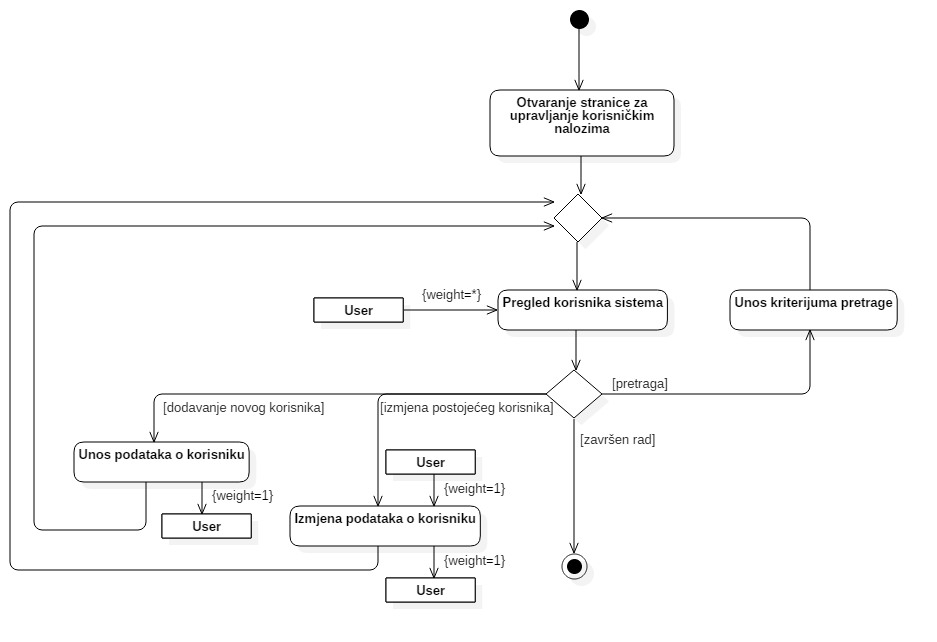 Otvaranje stranice za
upravljanje korisničkim
nalozima
{weight=*}
User
Pregled korisnika sistema
Unos kriterijuma pretrage
[pretraga]
[dodavanje novog korisnika]
[izmjena postojećeg korisnika]
[završen rad]
Unos podataka o korisniku
User
{weight=1}
{weight=1}
User
Izmjena podataka o korisniku
{weight=1}
User